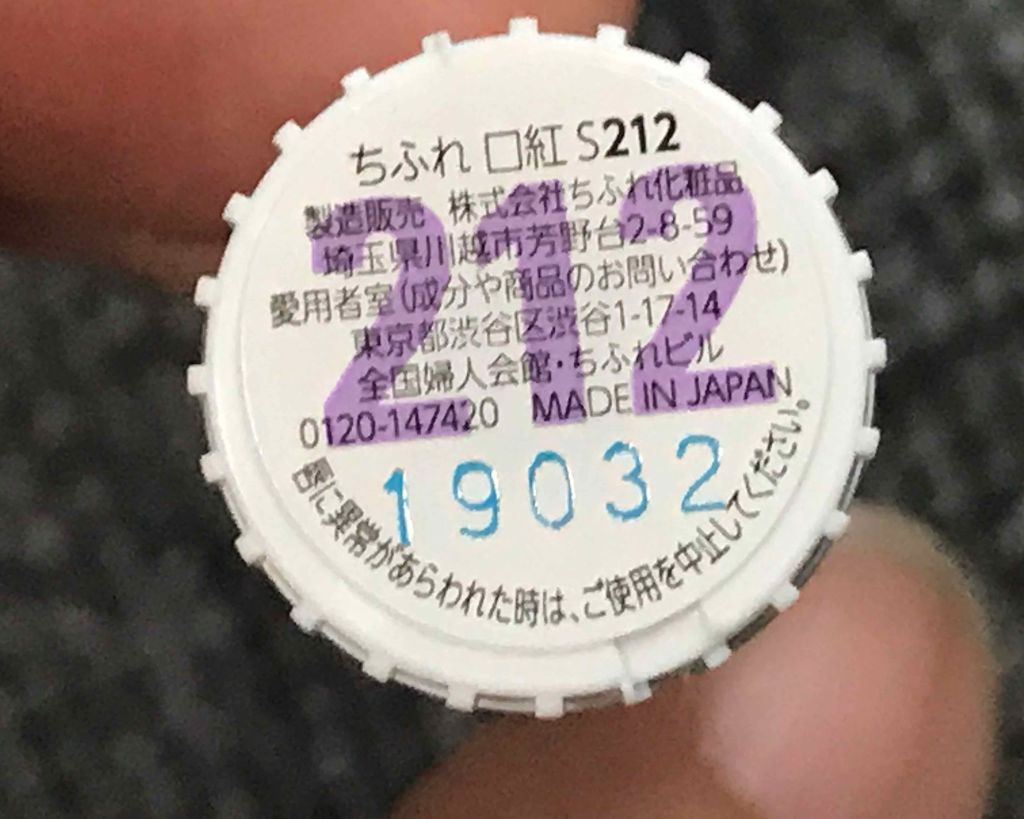 ちふれ 口紅 S212
212
製造販売 株式会社ちふれ化粧品
埼玉県川越市芳野台2-8-59
愛用者室(成分や商品のお問い合わせ)
東京都渋谷区渋谷1-17-14
全国婦人会館・ちふれビル
0120-147420 MADE IN JAPAN
19032
唇に異常があらわれた時は、ご使用を中止してください。